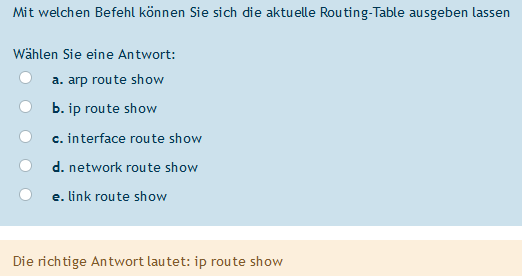 Mit welchen Befehl können Sie sich die aktuelle Routing-Table ausgeben lassen
Wählen Sie eine Antwort:
a. arp route show
b. ip route show
c. interface route show
d. network route show
e. link route show
Die richtige Antwort lautet: ip route show